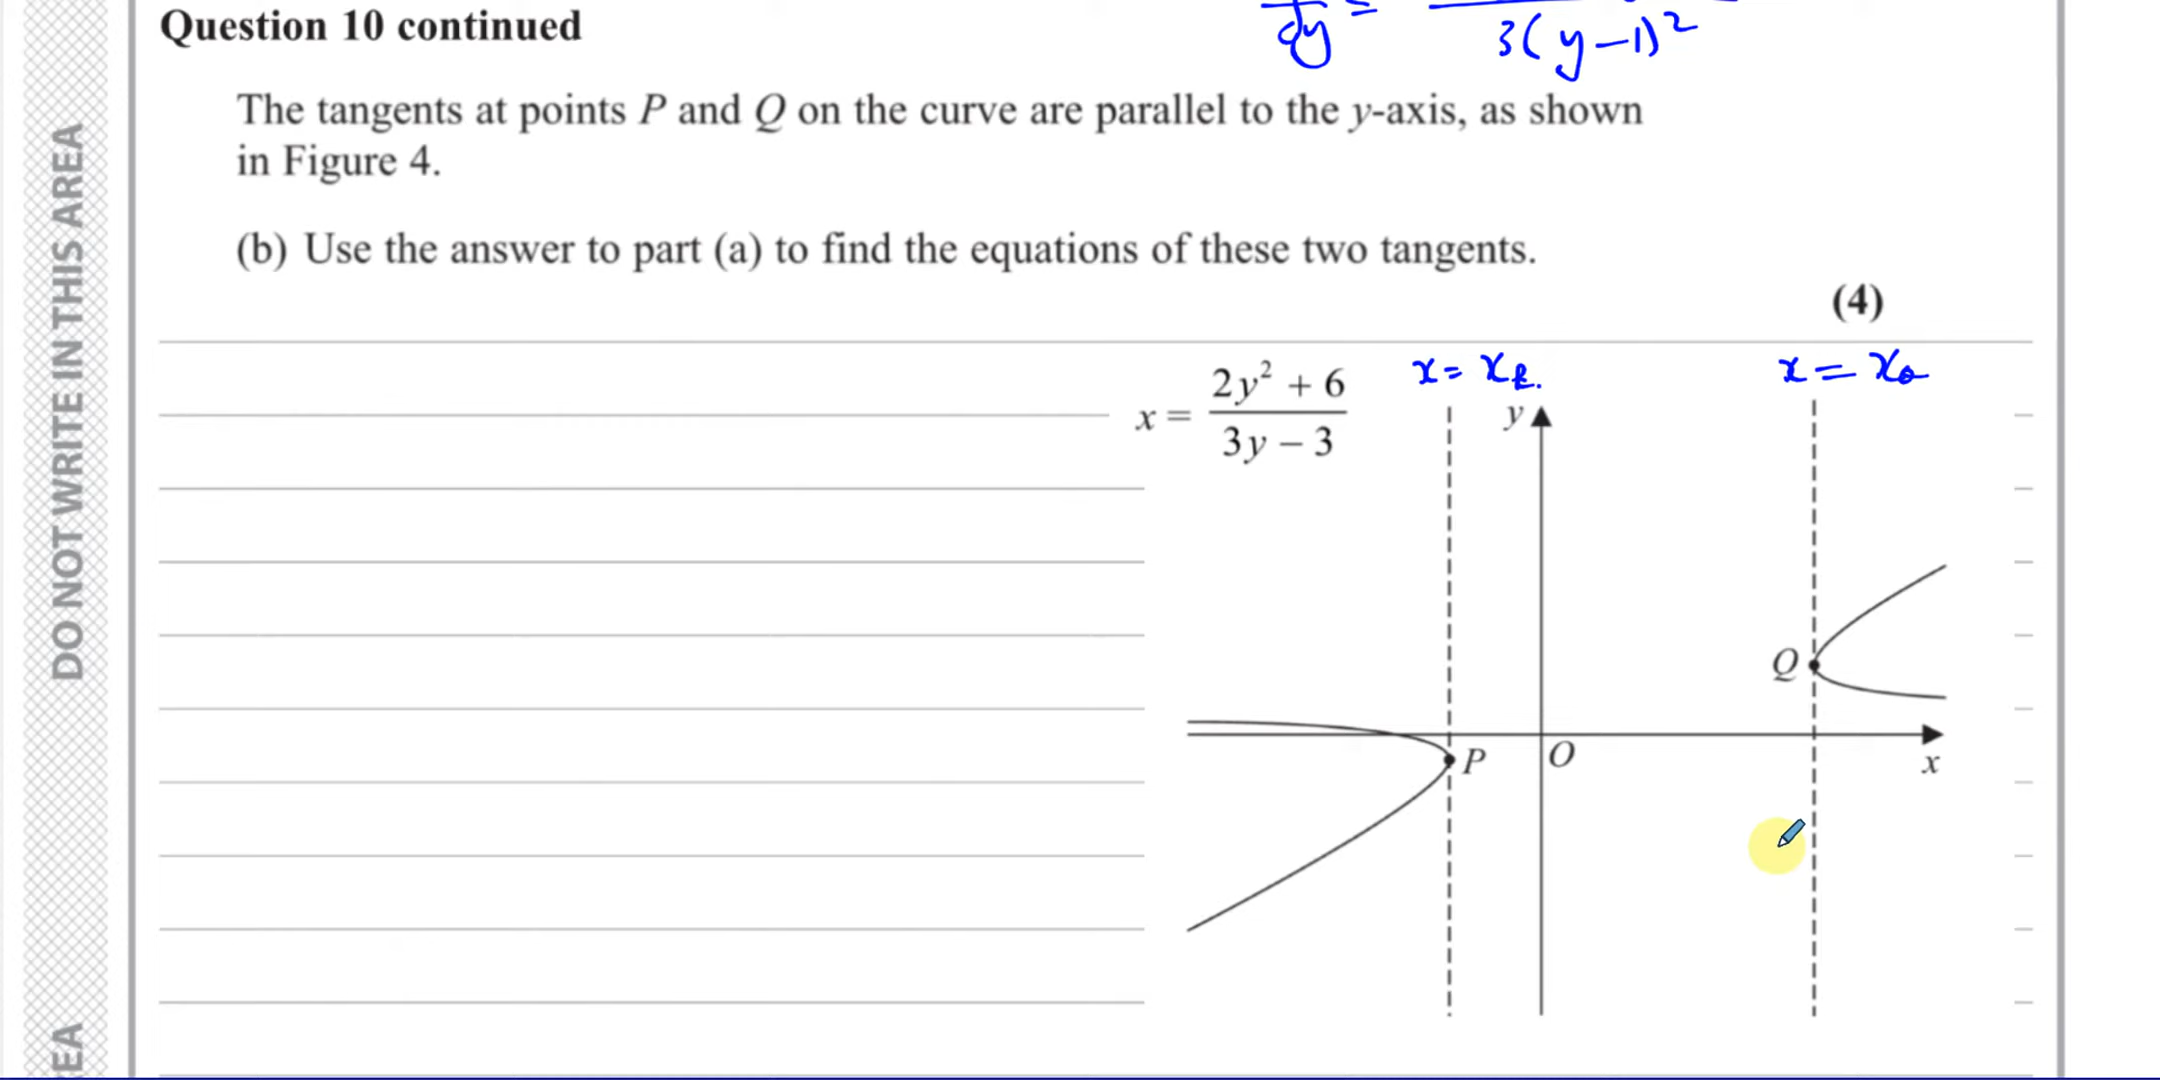 Question 10 continued
dy = 3(y-1)²
The tangents at points P and Q on the curve are parallel to the y-axis, as shown
in Figure 4.
(b) Use the answer to part (a) to find the equations of these two tangents.
(4)
x = (2y² + 6)/(3y − 3)
x = x
x = x_Q
y
Q
P
O
x
DO NOT WRITE IN THIS AREA
EA